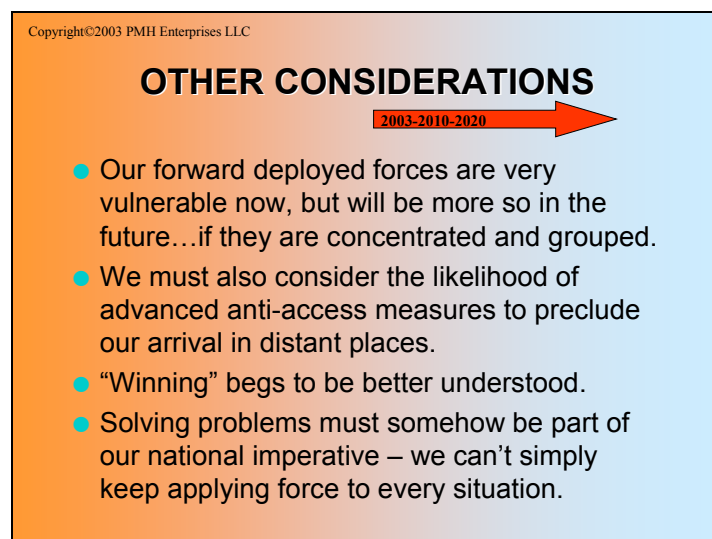 Copyright©2003 PMH Enterprises LLC
OTHER CONSIDERATIONS
2003-2010-2020
Our forward deployed forces are very
vulnerable now, but will be more so in the
future…if they are concentrated and grouped.
We must also consider the likelihood of
advanced anti-access measures to preclude
our arrival in distant places.
“Winning” begs to be better understood.
Solving problems must somehow be part of
our national imperative – we can’t simply
keep applying force to every situation.